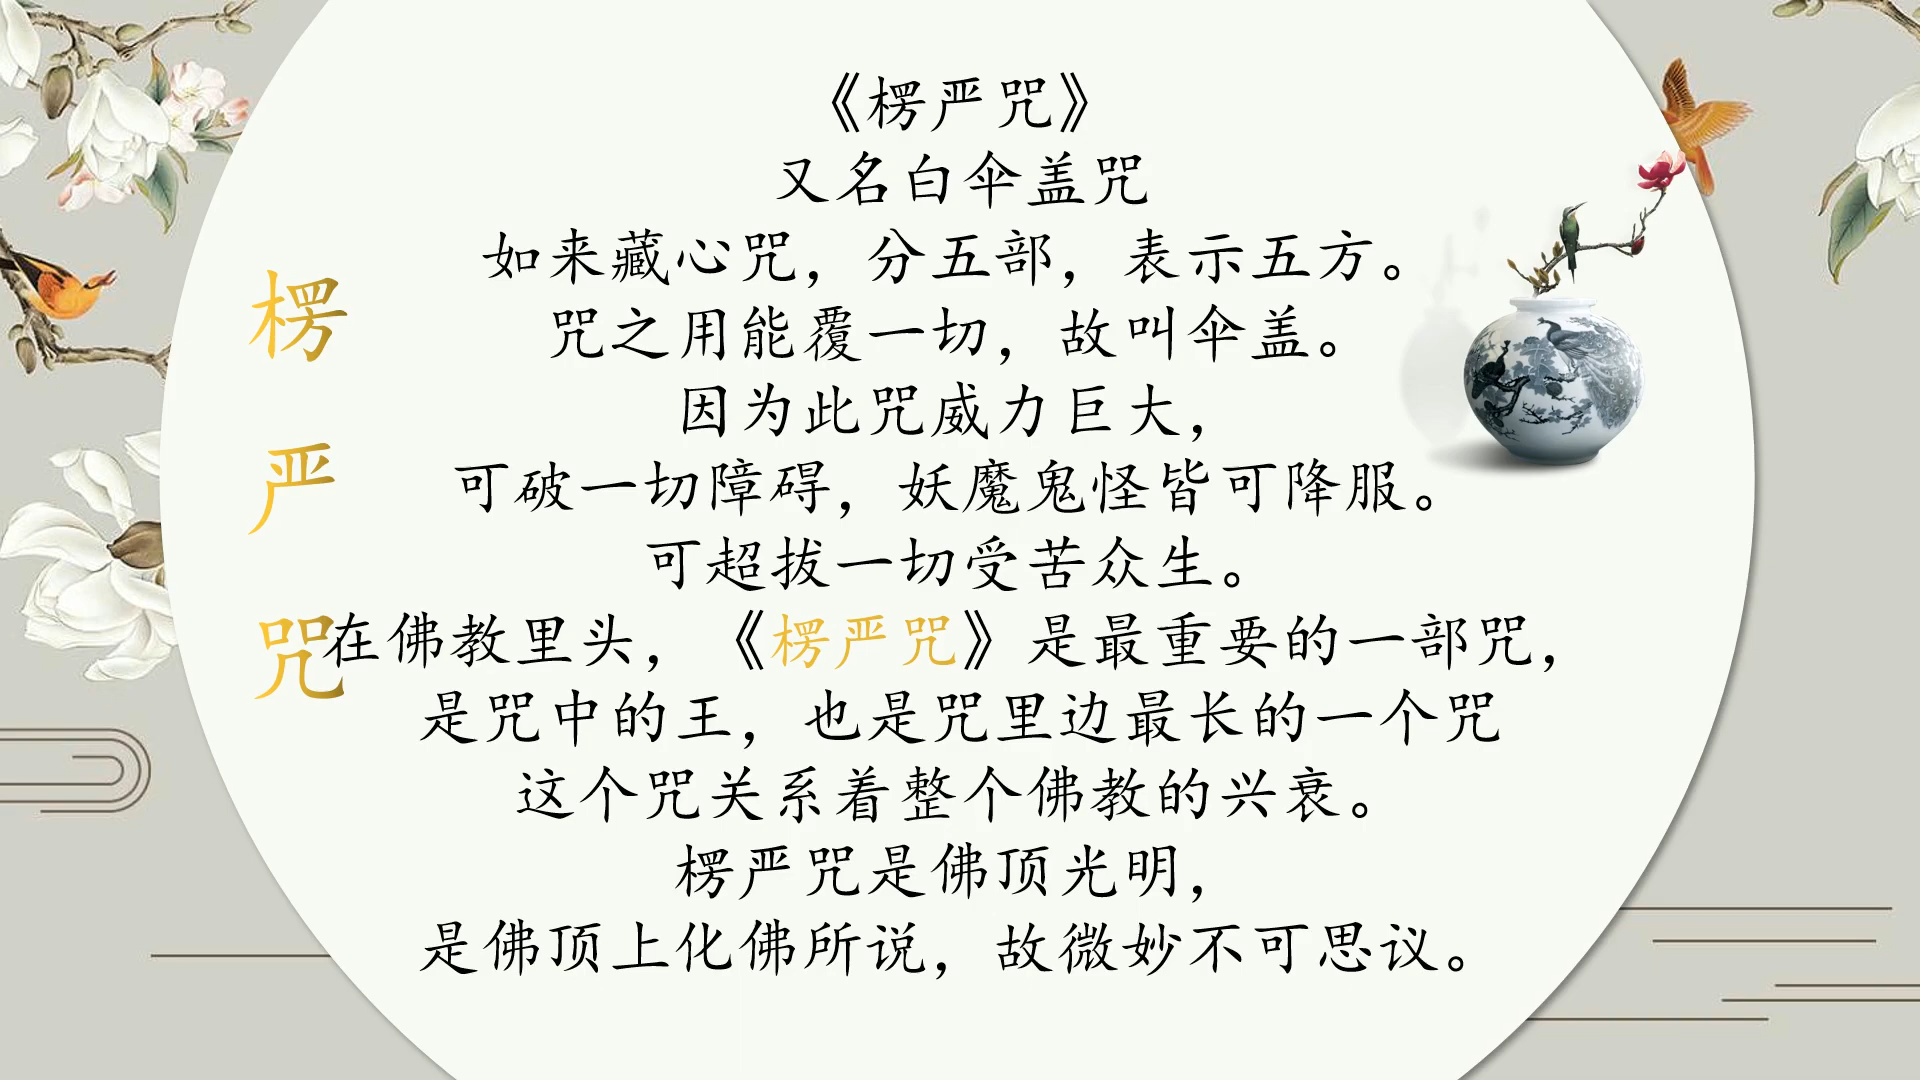 《楞严咒》
又名白伞盖咒
如来藏心咒，分五部，表示五方。
咒之用能覆一切，故叫伞盖。
因为此咒威力巨大，
可破一切障碍，妖魔鬼怪皆可降服。
可超拔一切受苦众生。
在佛教里头，《楞严咒》是最重要的一部咒，
是咒中的王，也是咒里边最长的一个咒
这个咒关系着整个佛教的兴衰。
楞严咒是佛顶光明，
是佛顶上化佛所说，故微妙不可思议。
楞严咒